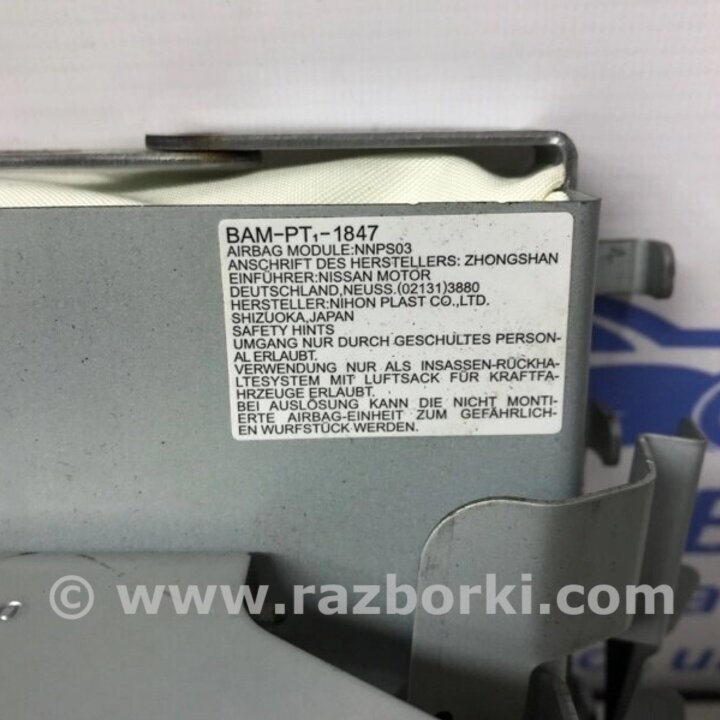 BAM-PT₁-1847
AIRBAG MODULE:NNPS03
ANSCHRIFT DES HERSTELLERS: ZHONGSHAN
EINFÜHRER:NISSAN MOTOR
DEUTSCHLAND,NEUSS.(02131)3880
HERSTELLER:NIHON PLAST CO.,LTD.
SHIZUOKA,JAPAN
SAFETY HINTS
UMGANG NUR DURCH GESCHULTES PERSON-
AL ERLAUBT.
VERWENDUNG NUR ALS INSASSEN-RÜCKHA-
LTESYSTEM MIT LUFTSACK FÜR KRAFTFA-
HRZEUGE ERLAUBT.
BEI AUSLÖSUNG KANN DIE NICHT MONTI-
ERTE AIRBAG-EINHEIT ZUM GEFÄHRLICH-
EN WURFSTÜCK WERDEN.
© www.razborki.com